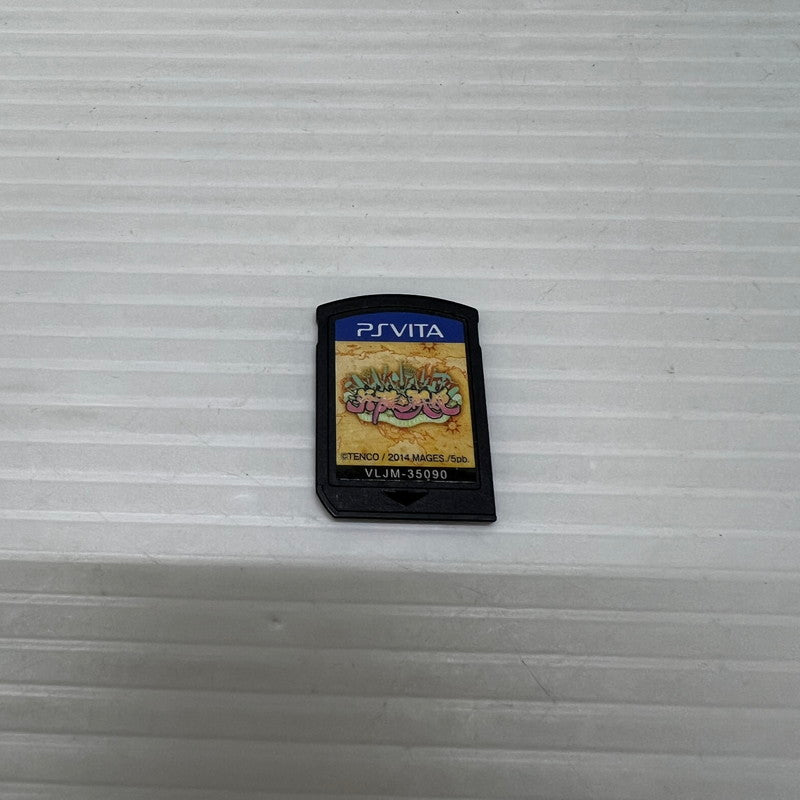 PSVITA
©TENCO / 2014 MAGES./5pb.
VLJM-35090